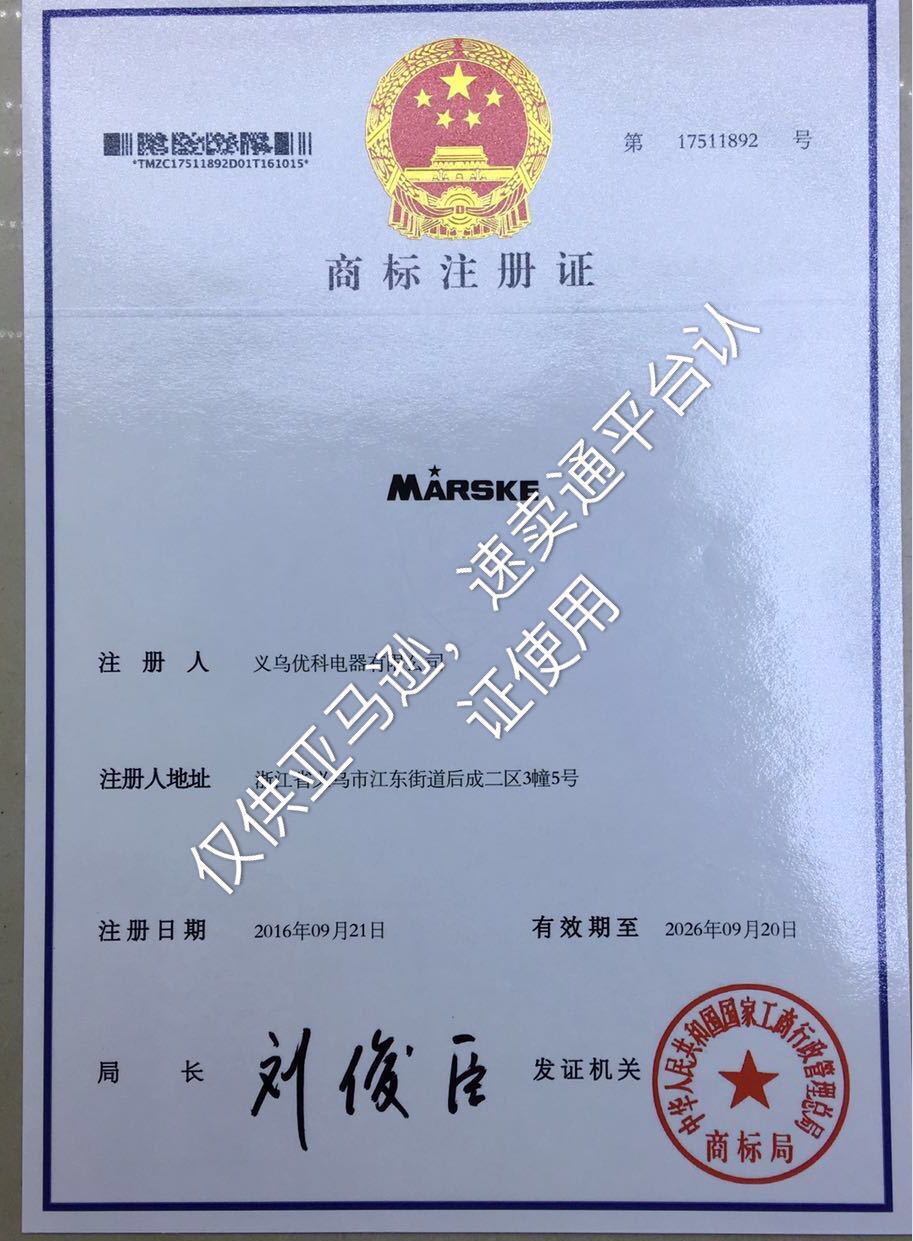 *TMZC17511892D01T161015*
第 17511892 号
商标注册证
MARSKE
注册人 义乌优科电器有限公司
注册人地址 浙江省义乌市江东街道后成二区3幢5号
注册日期 2016年09月21日 有效期至 2026年09月20日
局长 刘俊臣 发证机关
中华人民共和国国家工商行政管理总局
商标局
仅供亚马逊，速卖通平台认
证使用